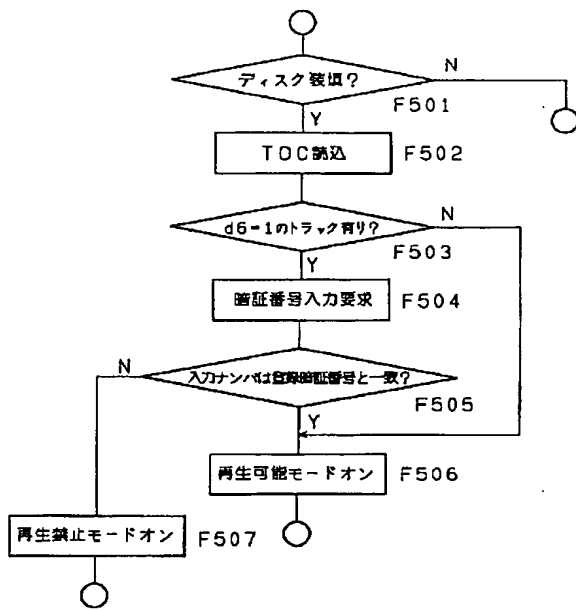 ディスク装填？
N
F501
Y
TOC読込
F502
d6=1のトラック有り？
N
F503
Y
暗証番号入力要求
F504
N
入力ナンバは登録暗証番号と一致？
F505
Y
再生可能モードオン
F506
再生禁止モードオン
F507